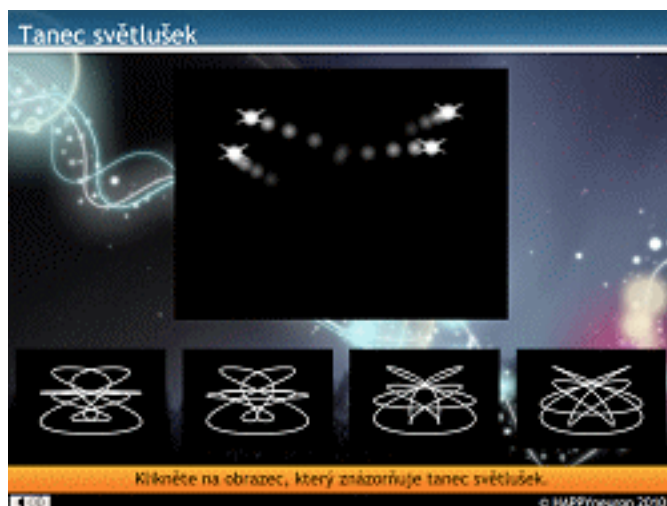 Tanec světlušek
Klikněte na obrazec, který znázorňuje tanec světlušek.
© HAPPYneuron 2010